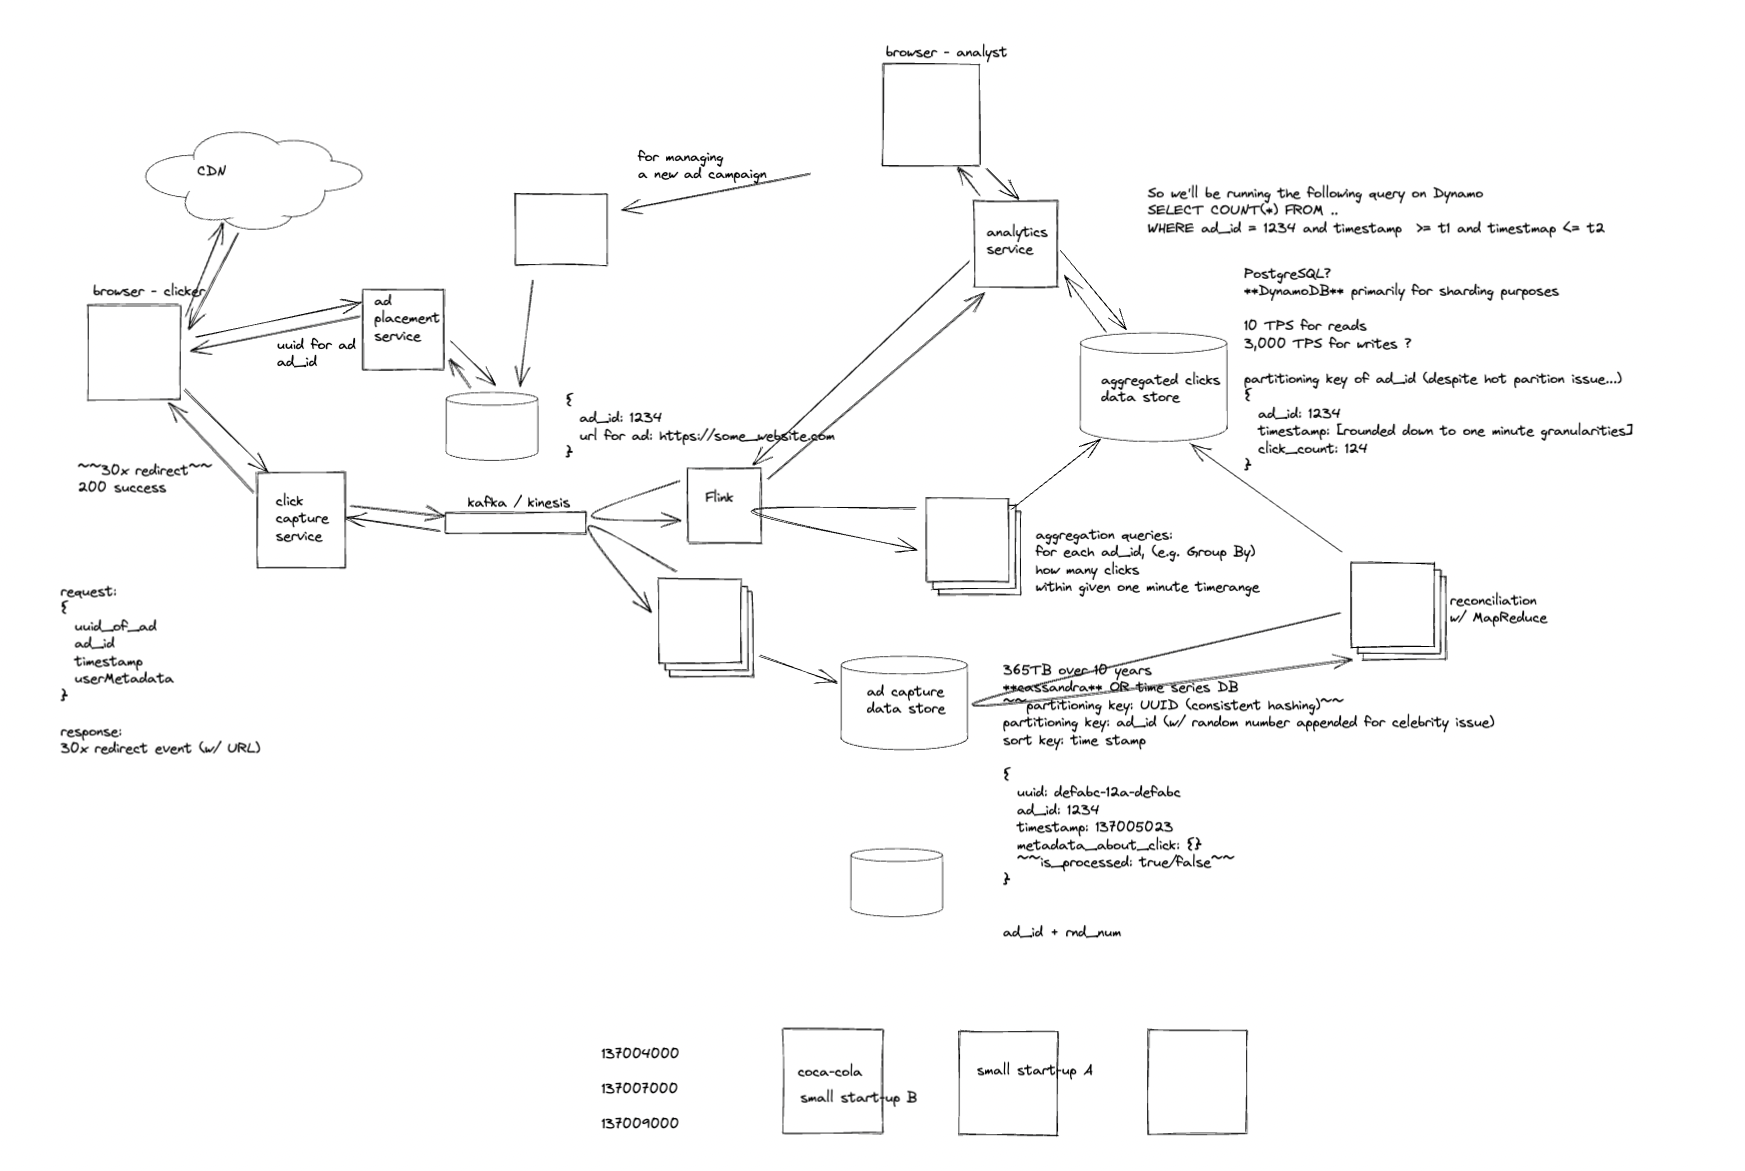 browser - analyst
CDN
for managing
a new ad campaign
So we'll be running the following query on Dynamo
SELECT COUNT(*) FROM ..
WHERE ad_id = 1234 and timestamp  >= t1 and timestmap <= t2
analytics
service
PostgreSQL?
**DynamoDB** primarily for sharding purposes
10 TPS for reads
3,000 TPS for writes ?
partitioning key of ad_id (despite hot parition issue...)
{
ad_id: 1234
timestamp: [rounded down to one minute granularities]
click_count: 124
}
browser - clicker
ad
placement
service
uuid for ad
ad_id
aggregated clicks
data store
{
ad_id: 1234
url for ad: https://some_website.com
}
~~30x redirect~~
200 success
click
capture
service
kafka / kinesis
Flink
aggregation queries:
for each ad_id, (e.g. Group By)
how many clicks
within given one minute timerange
reconciliation
w/ MapReduce
request:
{
uuid_of_ad
ad_id
timestamp
userMetadata
}
response:
30x redirect event (w/ URL)
ad capture
data store
365TB over 10 years
**cassandra** OR time series DB
~~partitioning key: UUID (consistent hashing)~~
partitioning key: ad_id (w/ random number appended for celebrity issue)
sort key: time stamp
{
uuid: defabc-12a-defabc
ad_id: 1234
timestamp: 137005023
metadata_about_click: {}
~~is_processed: true/false~~
}
ad_id + rnd_num
137004000
137007000
137009000
coca-cola
small start-up B
small start-up A